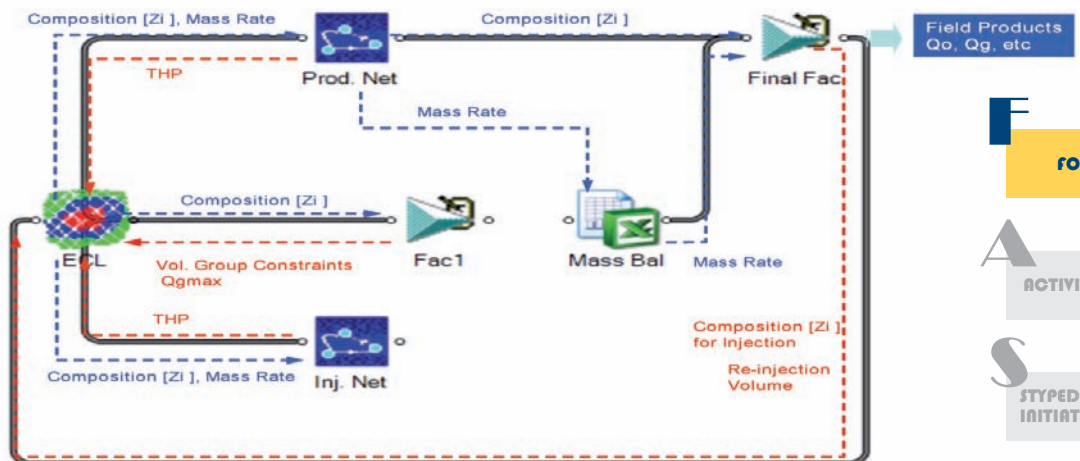 Composition [Zi ], Mass Rate
Composition [Zi ]
Field Products
Qo, Qg, etc
THP
Prod. Net
Final Fac
Mass Rate
F
FO
Composition [Zi ]
ECL
Vol. Group Constraints
Qgmax
Fac1
Mass Bal
Mass Rate
A
ACTIVI
THP
Composition [Zi ]
for Injection
Re-injection
Volume
Composition [Zi ], Mass Rate
Inj. Net
S
STYPED
INITIAT